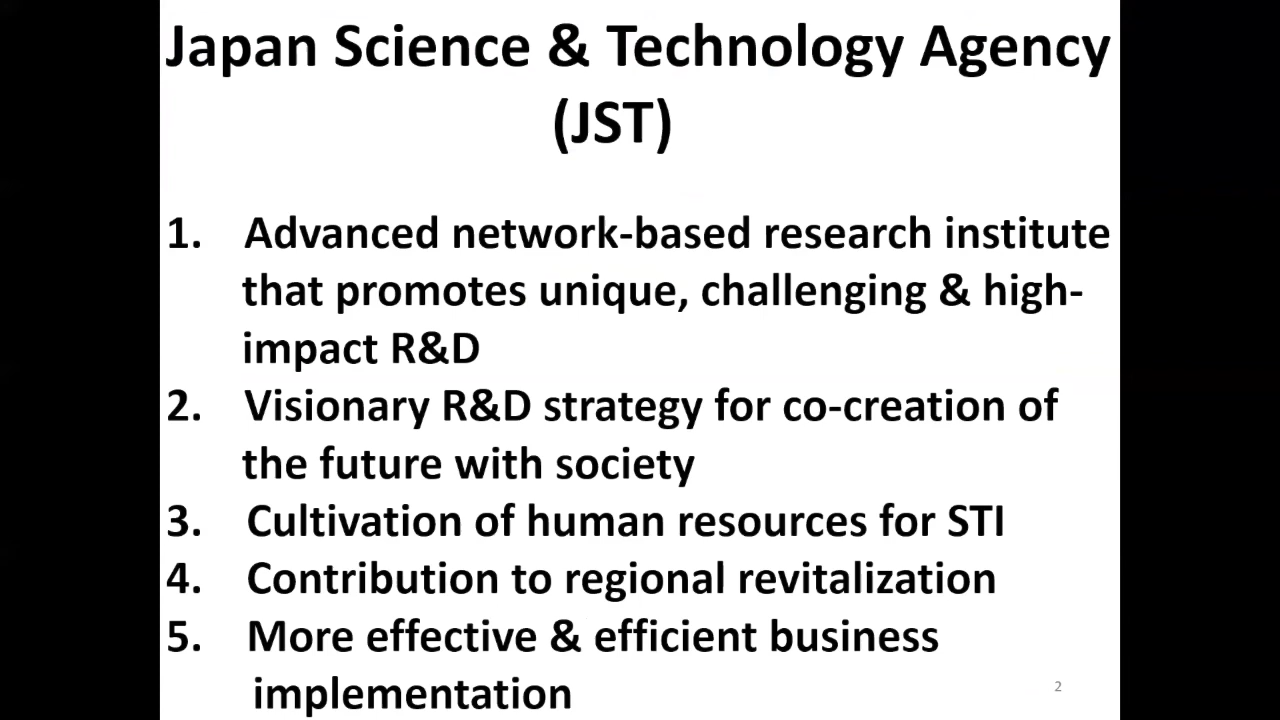 Japan Science & Technology Agency
(JST)
1. Advanced network-based research institute
that promotes unique, challenging & high-
impact R&D
2. Visionary R&D strategy for co-creation of
the future with society
3. Cultivation of human resources for STI
4. Contribution to regional revitalization
5. More effective & efficient business
implementation
2